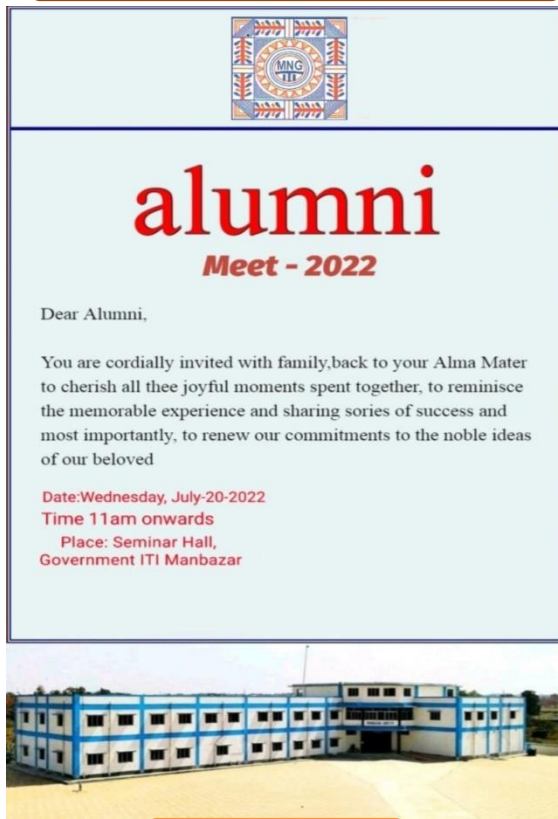 MNG
ITI
alumni
Meet - 2022
Dear Alumni,
You are cordially invited with family,back to your Alma Mater
to cherish all thee joyful moments spent together, to reminisce
the memorable experience and sharing sories of success and
most importantly, to renew our commitments to the noble ideas
of our beloved
Date:Wednesday, July-20-2022
Time 11am onwards
Place: Seminar Hall,
Government ITI Manbazar